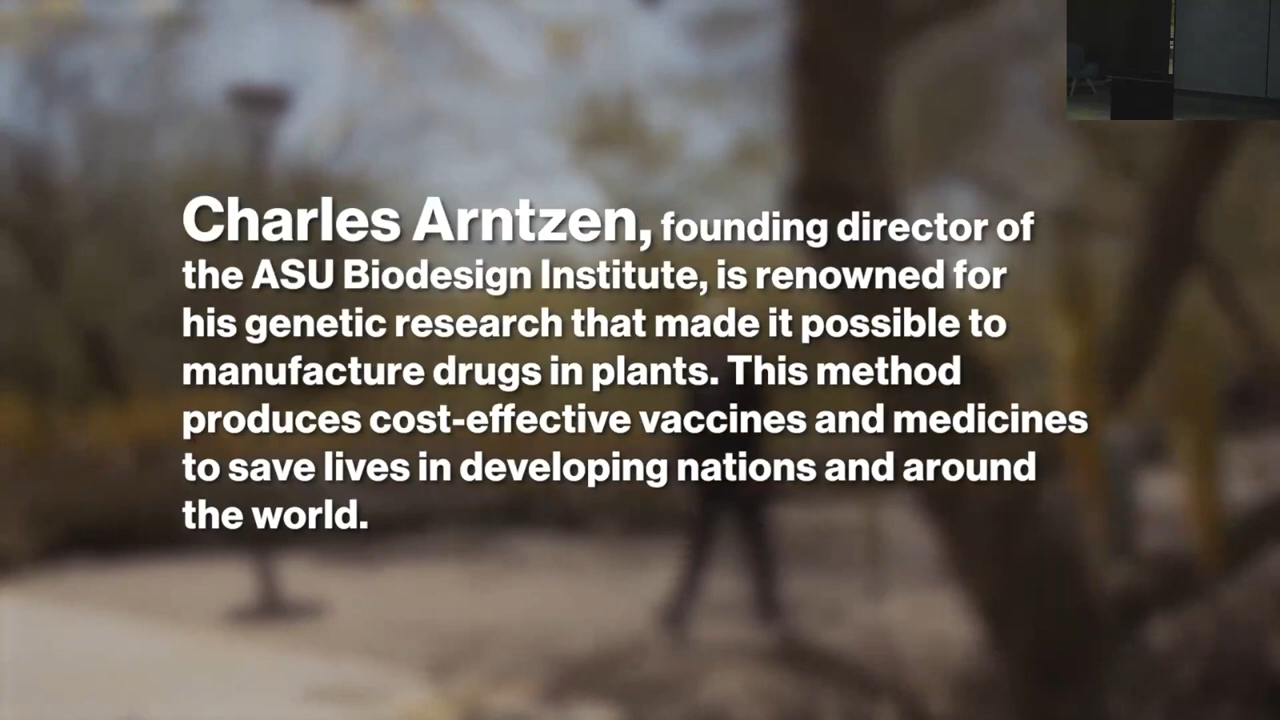 Charles Arntzen, founding director of
the ASU Biodesign Institute, is renowned for
his genetic research that made it possible to
manufacture drugs in plants. This method
produces cost-effective vaccines and medicines
to save lives in developing nations and around
the world.